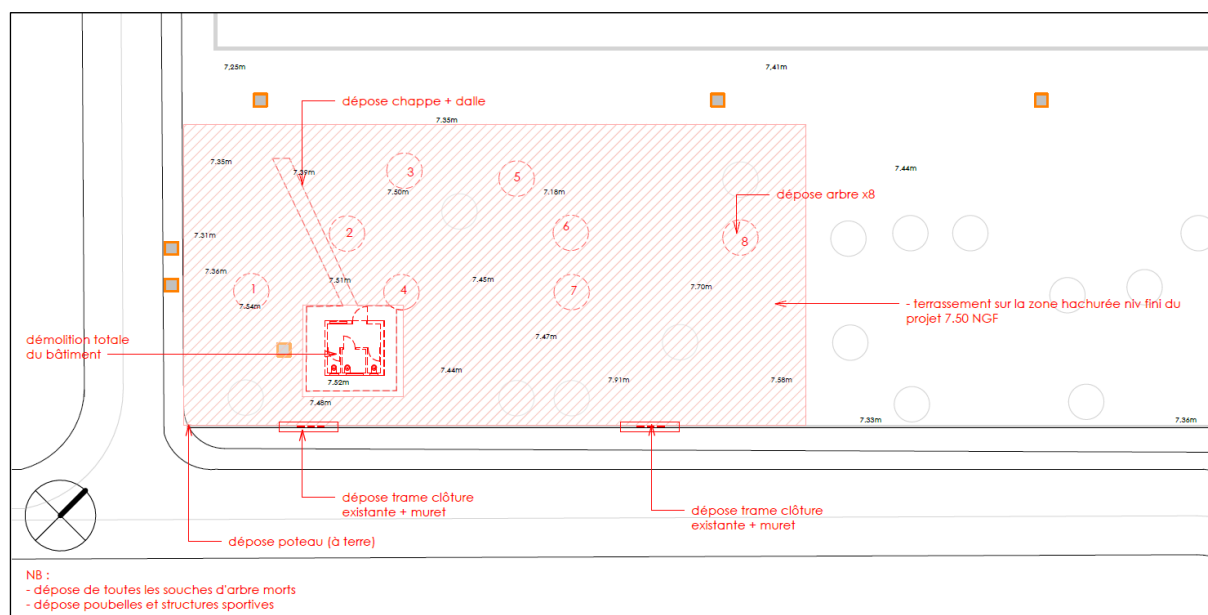 7,25m
7.41m
dépose chappe + dalle
7.35m
7.35m
7.39m
3
5
7.44m
7.50m
7.18m
dépose arbre x8
2
6
8
7.31m
7.36m
7.51m
7.45m
7.70m
1
4
7
7.54m
- terrassement sur la zone hachurée niv fini du
projet 7.50 NGF
démolition totale
du bâtiment
7.47m
7.52m
7.44m
7.91m
7.58m
7.48m
7.33m
7.36m
dépose trame clôture
existante + muret
dépose trame clôture
existante + muret
dépose poteau (à terre)
NB :
- dépose de toutes les souches d'arbre morts
- dépose poubelles et structures sportives